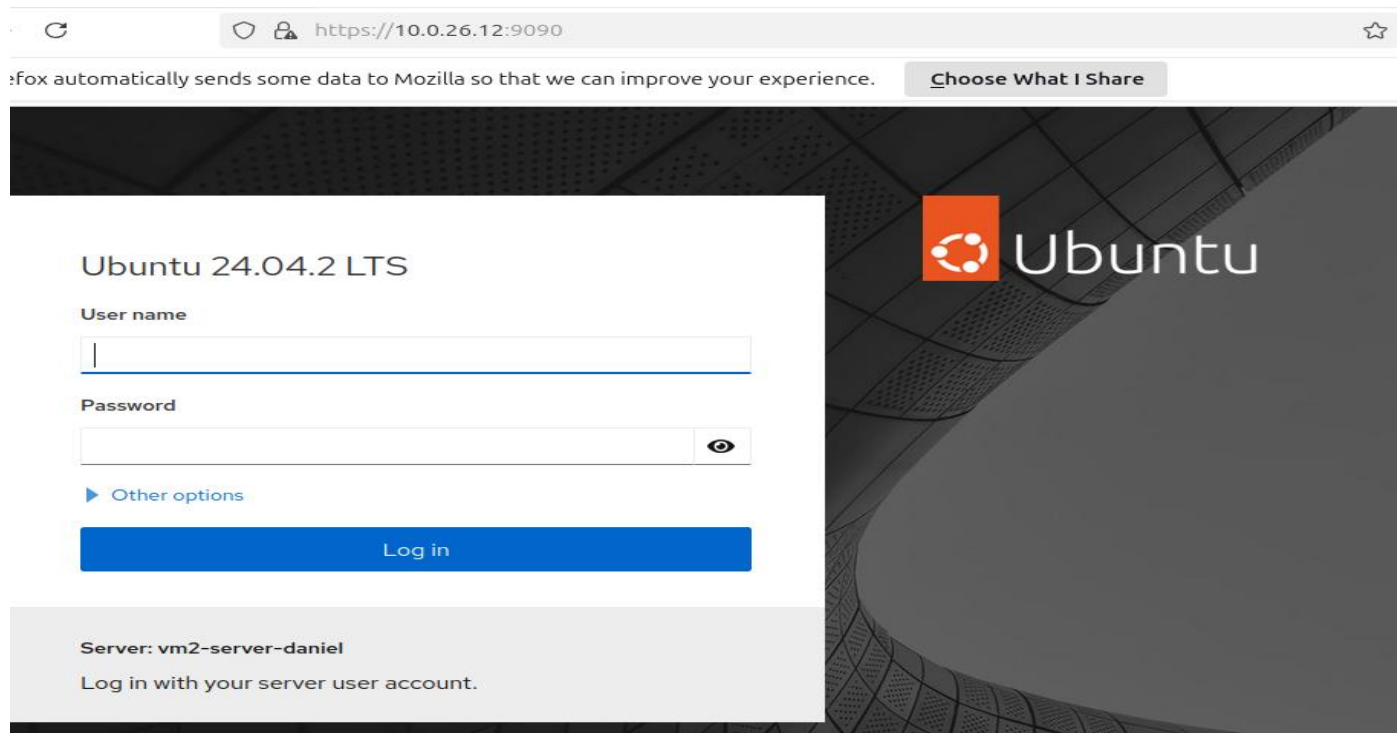 https://10.0.26.12:9090
efox automatically sends some data to Mozilla so that we can improve your experience. Choose What I Share
Ubuntu
Ubuntu 24.04.2 LTS
User name
Password
Other options
Log in
Server: vm2-server-daniel
Log in with your server user account.